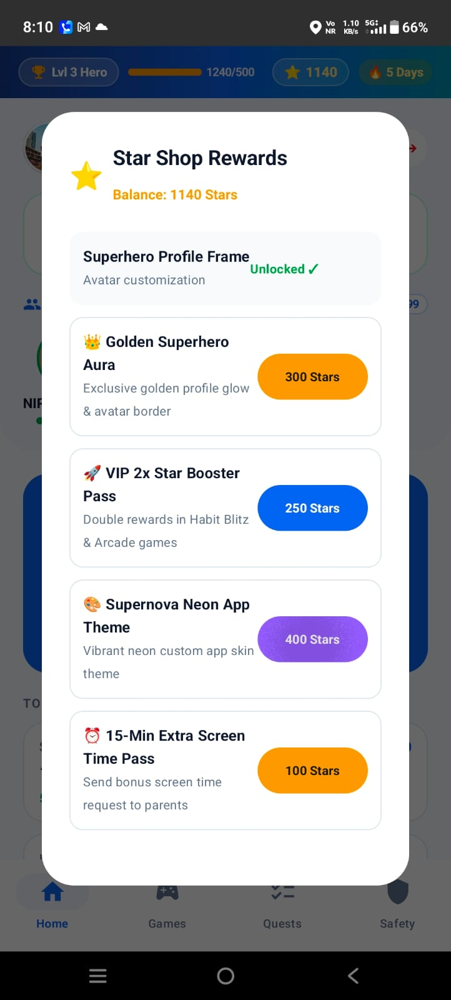 8:10
Vo NR 1.10 KB/s 5G 66%
Lvl 3 Hero 1240/500 1140 5 Days
Star Shop Rewards
Balance: 1140 Stars
Superhero Profile Frame
Avatar customization
Unlocked ✓
👑 Golden Superhero
Aura
Exclusive golden profile glow
& avatar border
300 Stars
🚀 VIP 2x Star Booster
Pass
Double rewards in Habit Blitz
& Arcade games
250 Stars
🎨 Supernova Neon App
Theme
Vibrant neon custom app skin
theme
400 Stars
⏰ 15-Min Extra Screen
Time Pass
Send bonus screen time
request to parents
100 Stars
Home Games Quests Safety